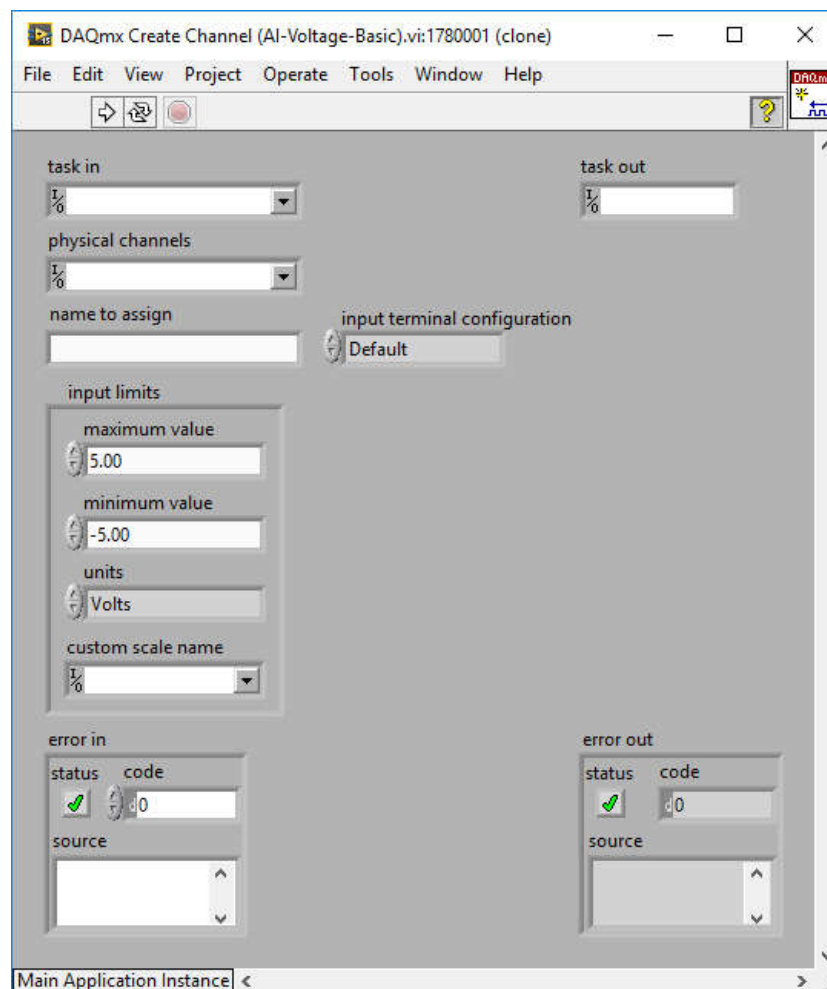 DAQmx Create Channel (AI-Voltage-Basic).vi:1780001 (clone)
File Edit View Project Operate Tools Window Help
DAQm
task in
task out
physical channels
name to assign
input terminal configuration
Default
input limits
maximum value
5.00
minimum value
-5.00
units
Volts
custom scale name
error in
status code
d0
source
error out
status code
d0
source
Main Application Instance